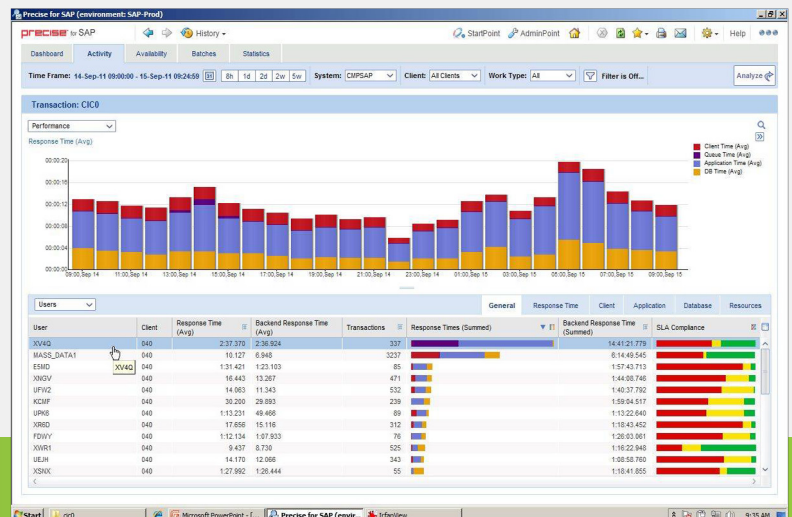 Precise for SAP (environment: SAP-Prod)
precise for SAP History StartPoint AdminPoint Help
Dashboard Activity Availability Batches Statistics
Time Frame: 14-Sep-11 09:00:00 - 15-Sep-11 09:24:59 8h 1d 2d 2w 5w System: CMPSAP Client: All Clients Work Type: All Filter is Off... Analyze
Transaction: CIC0
Performance
Response Time (Avg)
Client Time (Avg)
Queue Time (Avg)
Application Time (Avg)
DB Time (Avg)
00:00:20
00:00:16
00:00:08
00:00:04
00:00:00
09:00,Sep 14 11:00,Sep 14 13:00,Sep 14 15:00,Sep 14 17:00,Sep 14 19:00,Sep 14 21:00,Sep 14 23:00,Sep 14 01:00,Sep 15 03:00,Sep 15 05:00,Sep 15 07:00,Sep 15 09:00,Sep 15
Users General Response Time Client Application Database Resources
User Client Response Time (Avg) Backend Response Time (Avg) Transactions Response Times (Summed) Backend Response Time (Summed) SLA Compliance
XV4Q 040 2:37.370 2:36.924 337 14:41:21.779
MASS_DATA1 040 10.127 6.948 3237 6:14:49.545
E5MD 040 1:31.421 1:23.103 85 1:57:43.713
XV4Q
XNGV 040 16.443 13.267 471 1:44:08.746
UFW2 040 14.063 11.343 532 1:40:37.792
KCMF 040 30.200 29.893 239 1:59:04.517
UPK6 040 1:13.231 49.466 89 1:13:22.640
XR6D 040 17.656 15.116 312 1:18:43.452
FDWY 040 1:12.134 1:07.933 76 1:26:03.061
XWR1 040 9.437 8.730 525 1:16:22.948
UEJH 040 14.170 12.066 343 1:08:58.760
XSNX 040 1:27.992 1:26.444 55 1:18:41.855
Start cic0 Microsoft PowerPoint - [ Precise for SAP (envir... IrfanView 9:35 AM